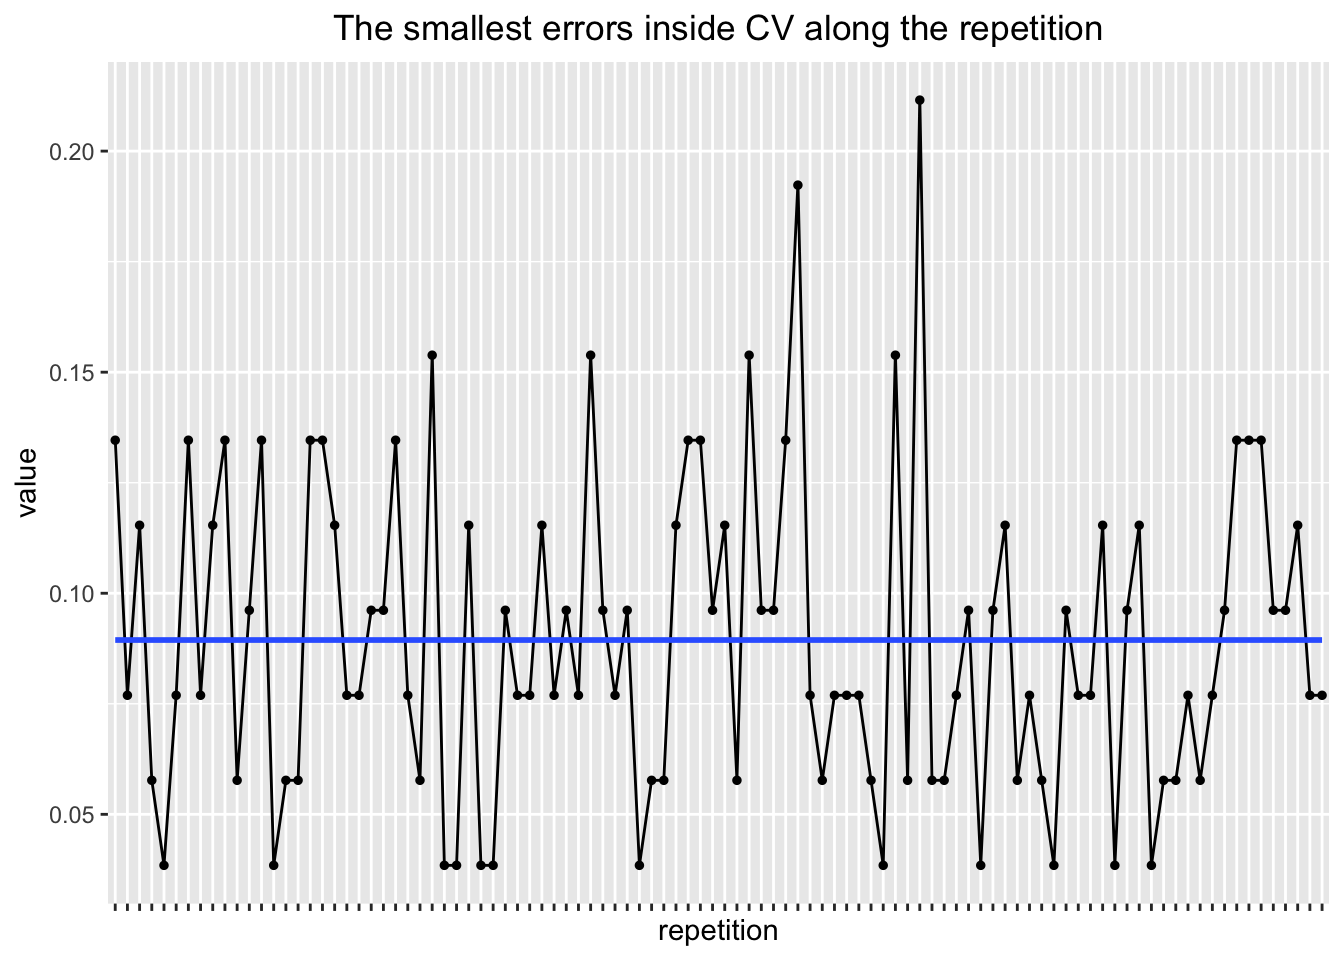 The smallest errors inside CV along the repetition
0.20
0.15
0.10
0.05
value
repetition